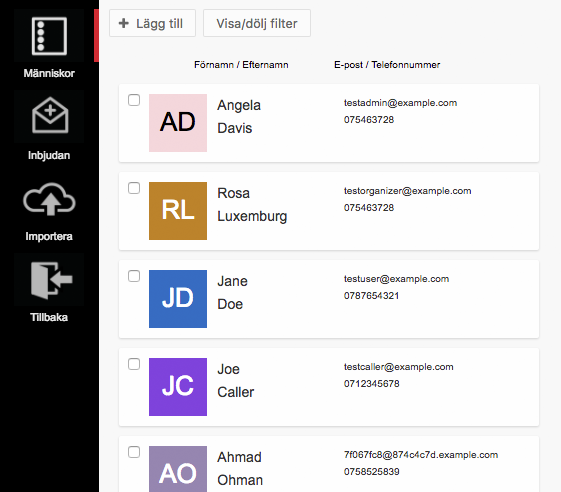 Människor
Inbjudan
Importera
Tillbaka
+ Lägg till
Visa/dölj filter
Förnamn / Efternamn
E-post / Telefonnummer
AD
Angela
Davis
testadmin@example.com
075463728
RL
Rosa
Luxemburg
testorganizer@example.com
075463728
JD
Jane
Doe
testuser@example.com
0787654321
JC
Joe
Caller
testcaller@example.com
0712345678
AO
Ahmad
Ohman
7f067fc8@874c4c7d.example.com
0758525839